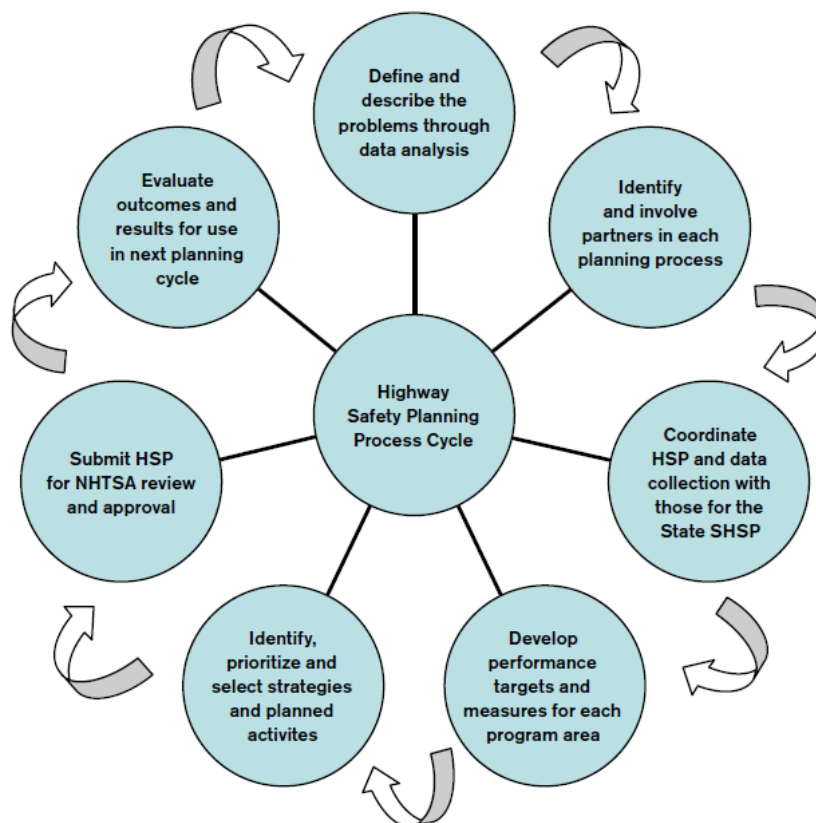 Define and
describe the
problems through
data analysis
Identify
and involve
partners in each
planning process
Coordinate
HSP and data
collection with
those for the
State SHSP
Develop
performance
targets and
measures for each
program area
Identify,
prioritize and
select strategies
and planned
activites
Submit HSP
for NHTSA review
and approval
Evaluate
outcomes and
results for use
in next planning
cycle
Highway
Safety Planning
Process Cycle